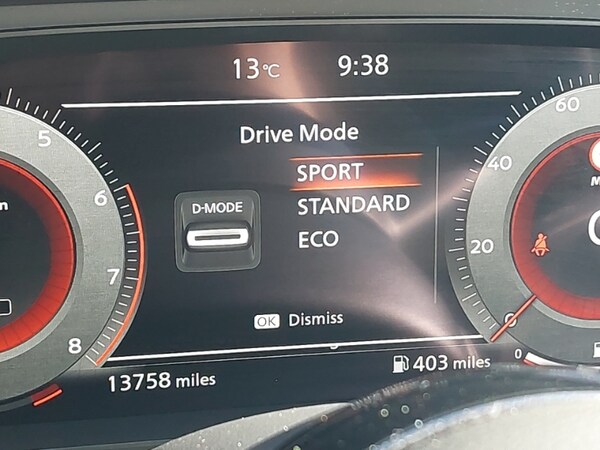 13°C 9:38
Drive Mode
SPORT
D-MODE
STANDARD
ECO
OK Dismiss
5
6
7
8
60
40
20
0
0
13758 miles
403 miles